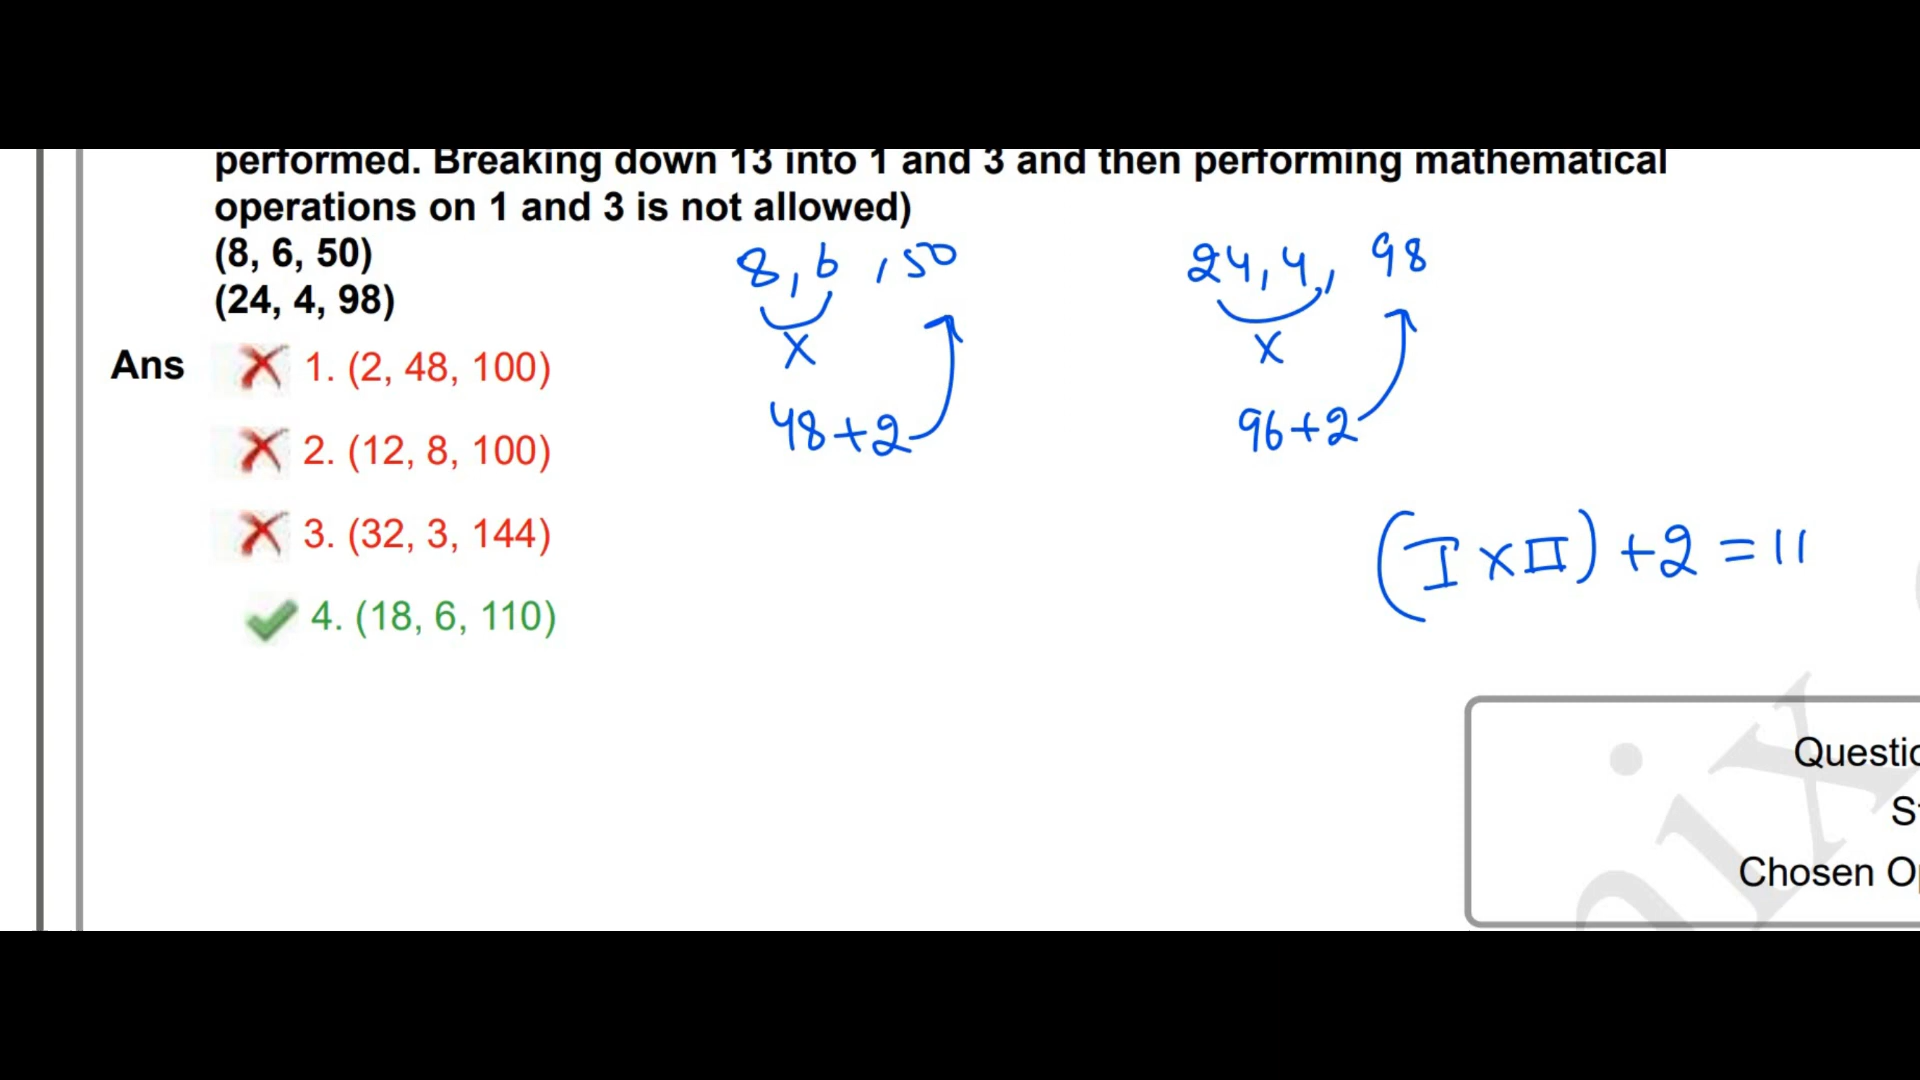 performed. Breaking down 13 into 1 and 3 and then performing mathematical
operations on 1 and 3 is not allowed)
(8, 6, 50)
(24, 4, 98)
8, 6, 50
24, 4, 98
x
x
48+2
96+2
Ans
1. (2, 48, 100)
2. (12, 8, 100)
3. (32, 3, 144)
4. (18, 6, 110)
(I x II) +2 = 11
Chosen